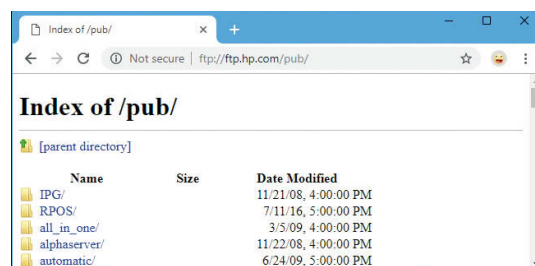 Index of /pub/
Not secure | ftp://ftp.hp.com/pub/
Index of /pub/
[parent directory]
Name Size Date Modified
IPG/ 11/21/08, 4:00:00 PM
RPOS/ 7/11/16, 5:00:00 PM
all_in_one/ 3/5/09, 4:00:00 PM
alphaserver/ 11/22/08, 4:00:00 PM
automatic/ 6/24/09, 5:00:00 PM